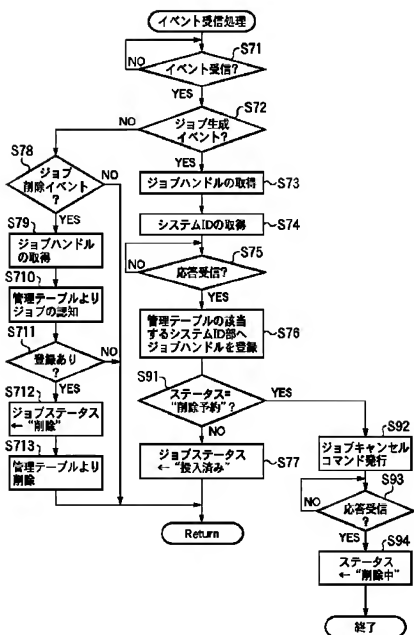 イベント受信処理
S71
イベント受信?
NO
YES
S72
ジョブ生成
イベント?
NO
YES
S78
ジョブ
削除イベント
?
NO
YES
S79
ジョブハンドル
の取得
S710
管理テーブルより
ジョブの認知
S711
登録あり
?
NO
YES
S712
ジョブステータス
←“削除”
S713
管理テーブルより
削除
ジョブハンドルの取得
S73
システムIDの取得
S74
S75
応答受信?
NO
YES
管理テーブルの該当
するシステムID部へ
ジョブハンドルを登録
S76
S91
ステータス=
“削除予約”?
YES
NO
ジョブステータス
←“投入済み”
S77
Return
S92
ジョブキャンセル
コマンド発行
S93
応答受信
?
NO
YES
S94
ステータス
←“削除中”
終了